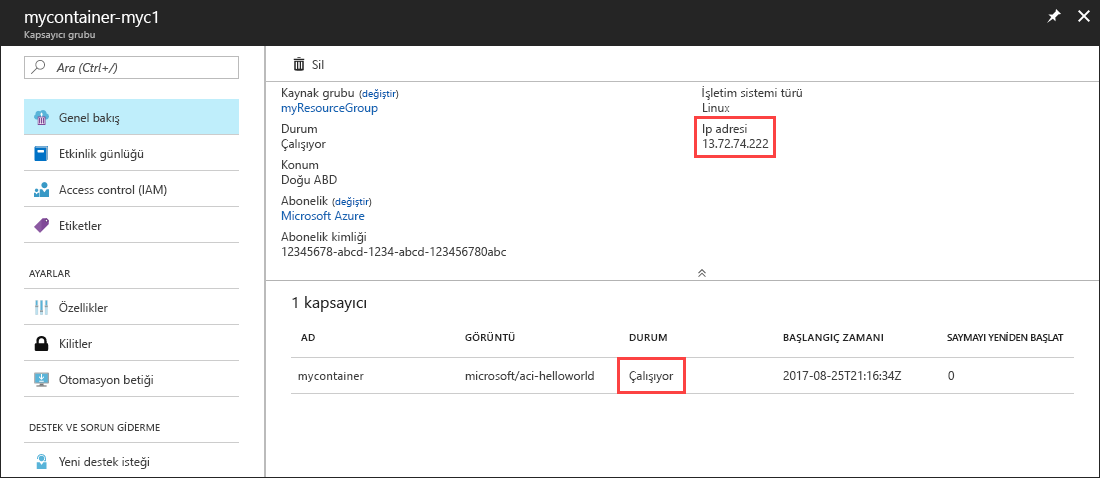 mycontainer-myc1
Kapsayıcı grubu
Ara (Ctrl+/)
Genel bakış
Etkinlik günlüğü
Access control (IAM)
Etiketler
AYARLAR
Özellikler
Kilitler
Otomasyon betiği
DESTEK VE SORUN GİDERME
Yeni destek isteği
Sil
Kaynak grubu (değiştir)
myResourceGroup
Durum
Çalışıyor
Konum
Doğu ABD
Abonelik (değiştir)
Microsoft Azure
Abonelik kimliği
12345678-abcd-1234-abcd-123456780abc
İşletim sistemi türü
Linux
Ip adresi
13.72.74.222
1 kapsayıcı
AD GÖRÜNTÜ DURUM BAŞLANGIÇ ZAMANI SAYMAYI YENİDEN BAŞLAT
mycontainer microsoft/aci-helloworld Çalışıyor 2017-08-25T21:16:34Z 0